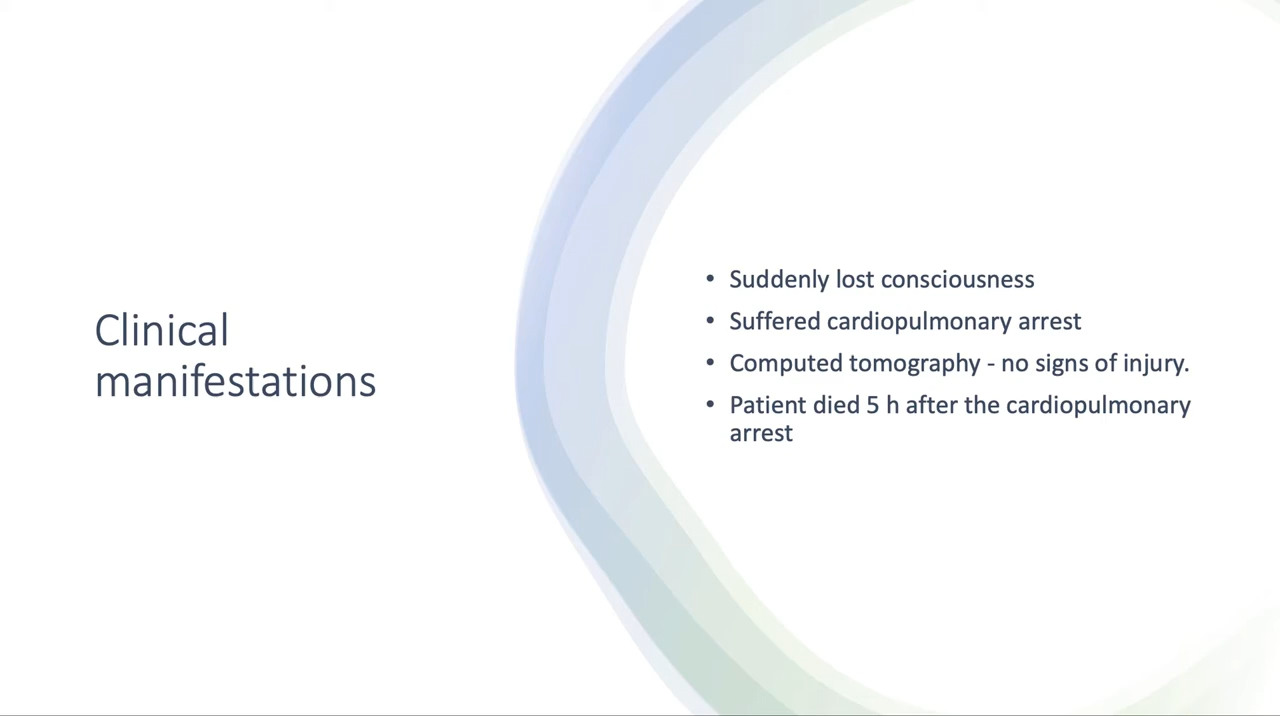 Clinical
manifestations
• Suddenly lost consciousness
• Suffered cardiopulmonary arrest
• Computed tomography - no signs of injury.
• Patient died 5 h after the cardiopulmonary
arrest